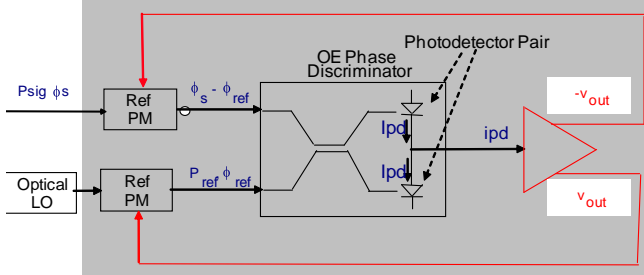 Photodetector Pair
OE Phase
Discriminator
Psig ϕs
Ref
PM
ϕs - ϕref
-vout
Ipd
ipd
Ipd
Optical
LO
Ref
PM
Pref, ϕref
vout